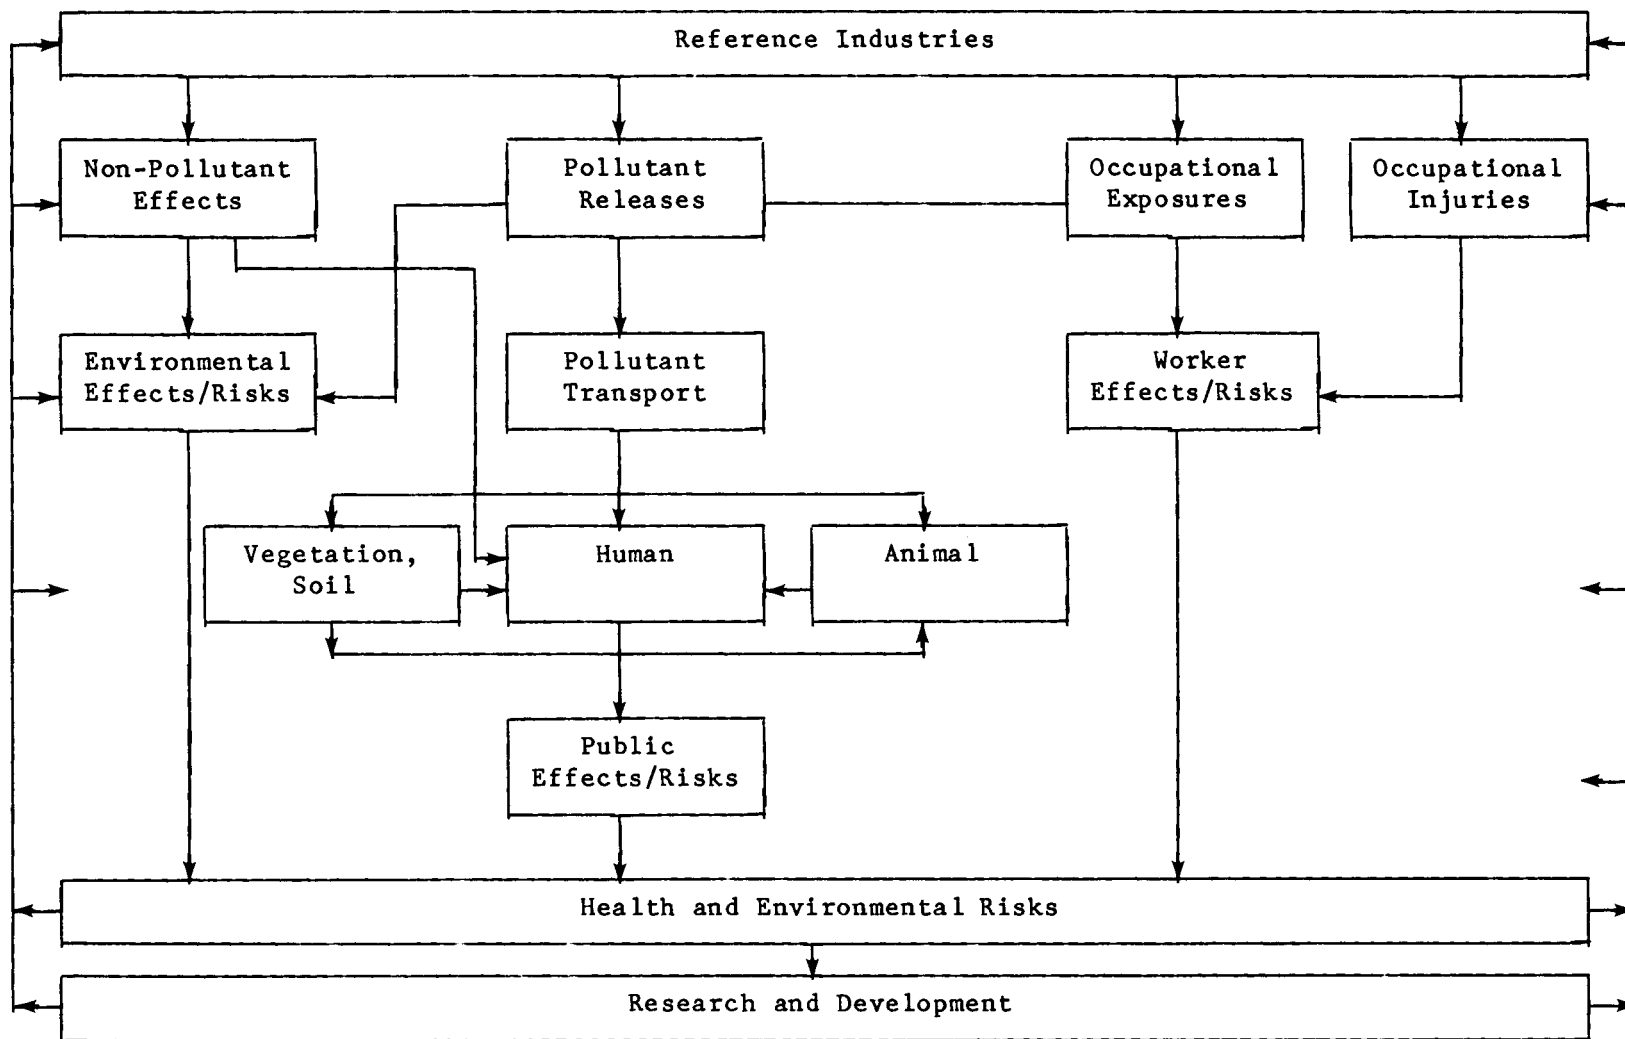 Reference Industries
Non-Pollutant
Effects
Pollutant
Releases
Occupational
Exposures
Occupational
Injuries
Environmental
Effects/Risks
Pollutant
Transport
Worker
Effects/Risks
Vegetation,
Soil
Human
Animal
Public
Effects/Risks
Health and Environmental Risks
Research and Development